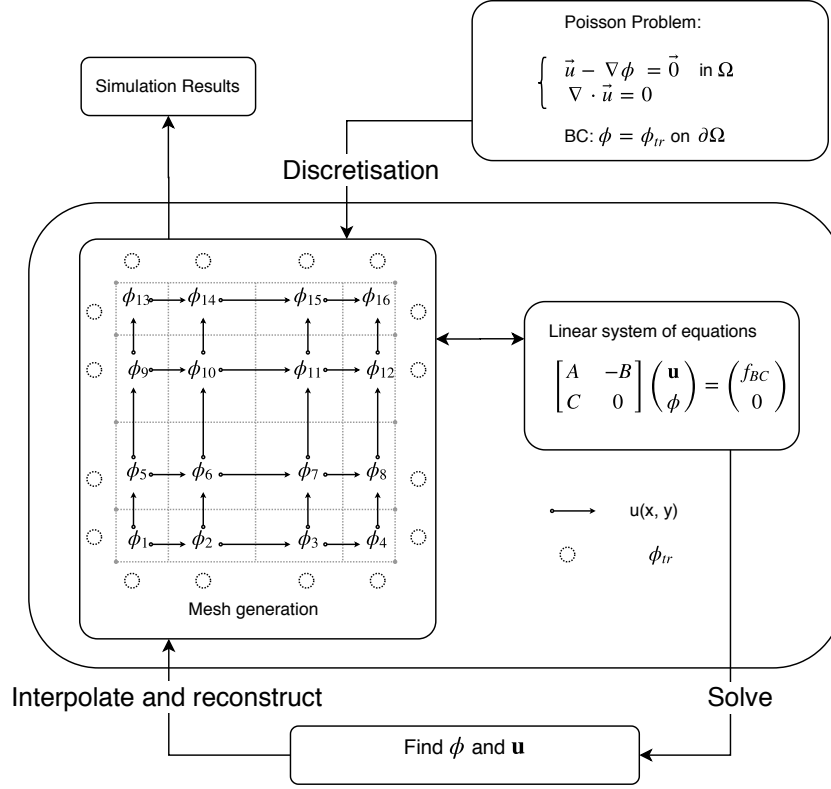 Poisson Problem:
u⃗ − ∇ϕ = 0⃗ in Ω
∇ · u⃗ = 0
BC: ϕ = ϕ_tr on ∂Ω
Simulation Results
Discretisation
ϕ13 ϕ14 ϕ15 ϕ16
ϕ9 ϕ10 ϕ11 ϕ12
ϕ5 ϕ6 ϕ7 ϕ8
ϕ1 ϕ2 ϕ3 ϕ4
Mesh generation
Linear system of equations
[A −B] (u) = (f_BC)
[C 0] (ϕ) (0)
u(x, y)
ϕ_tr
Interpolate and reconstruct
Solve
Find ϕ and u